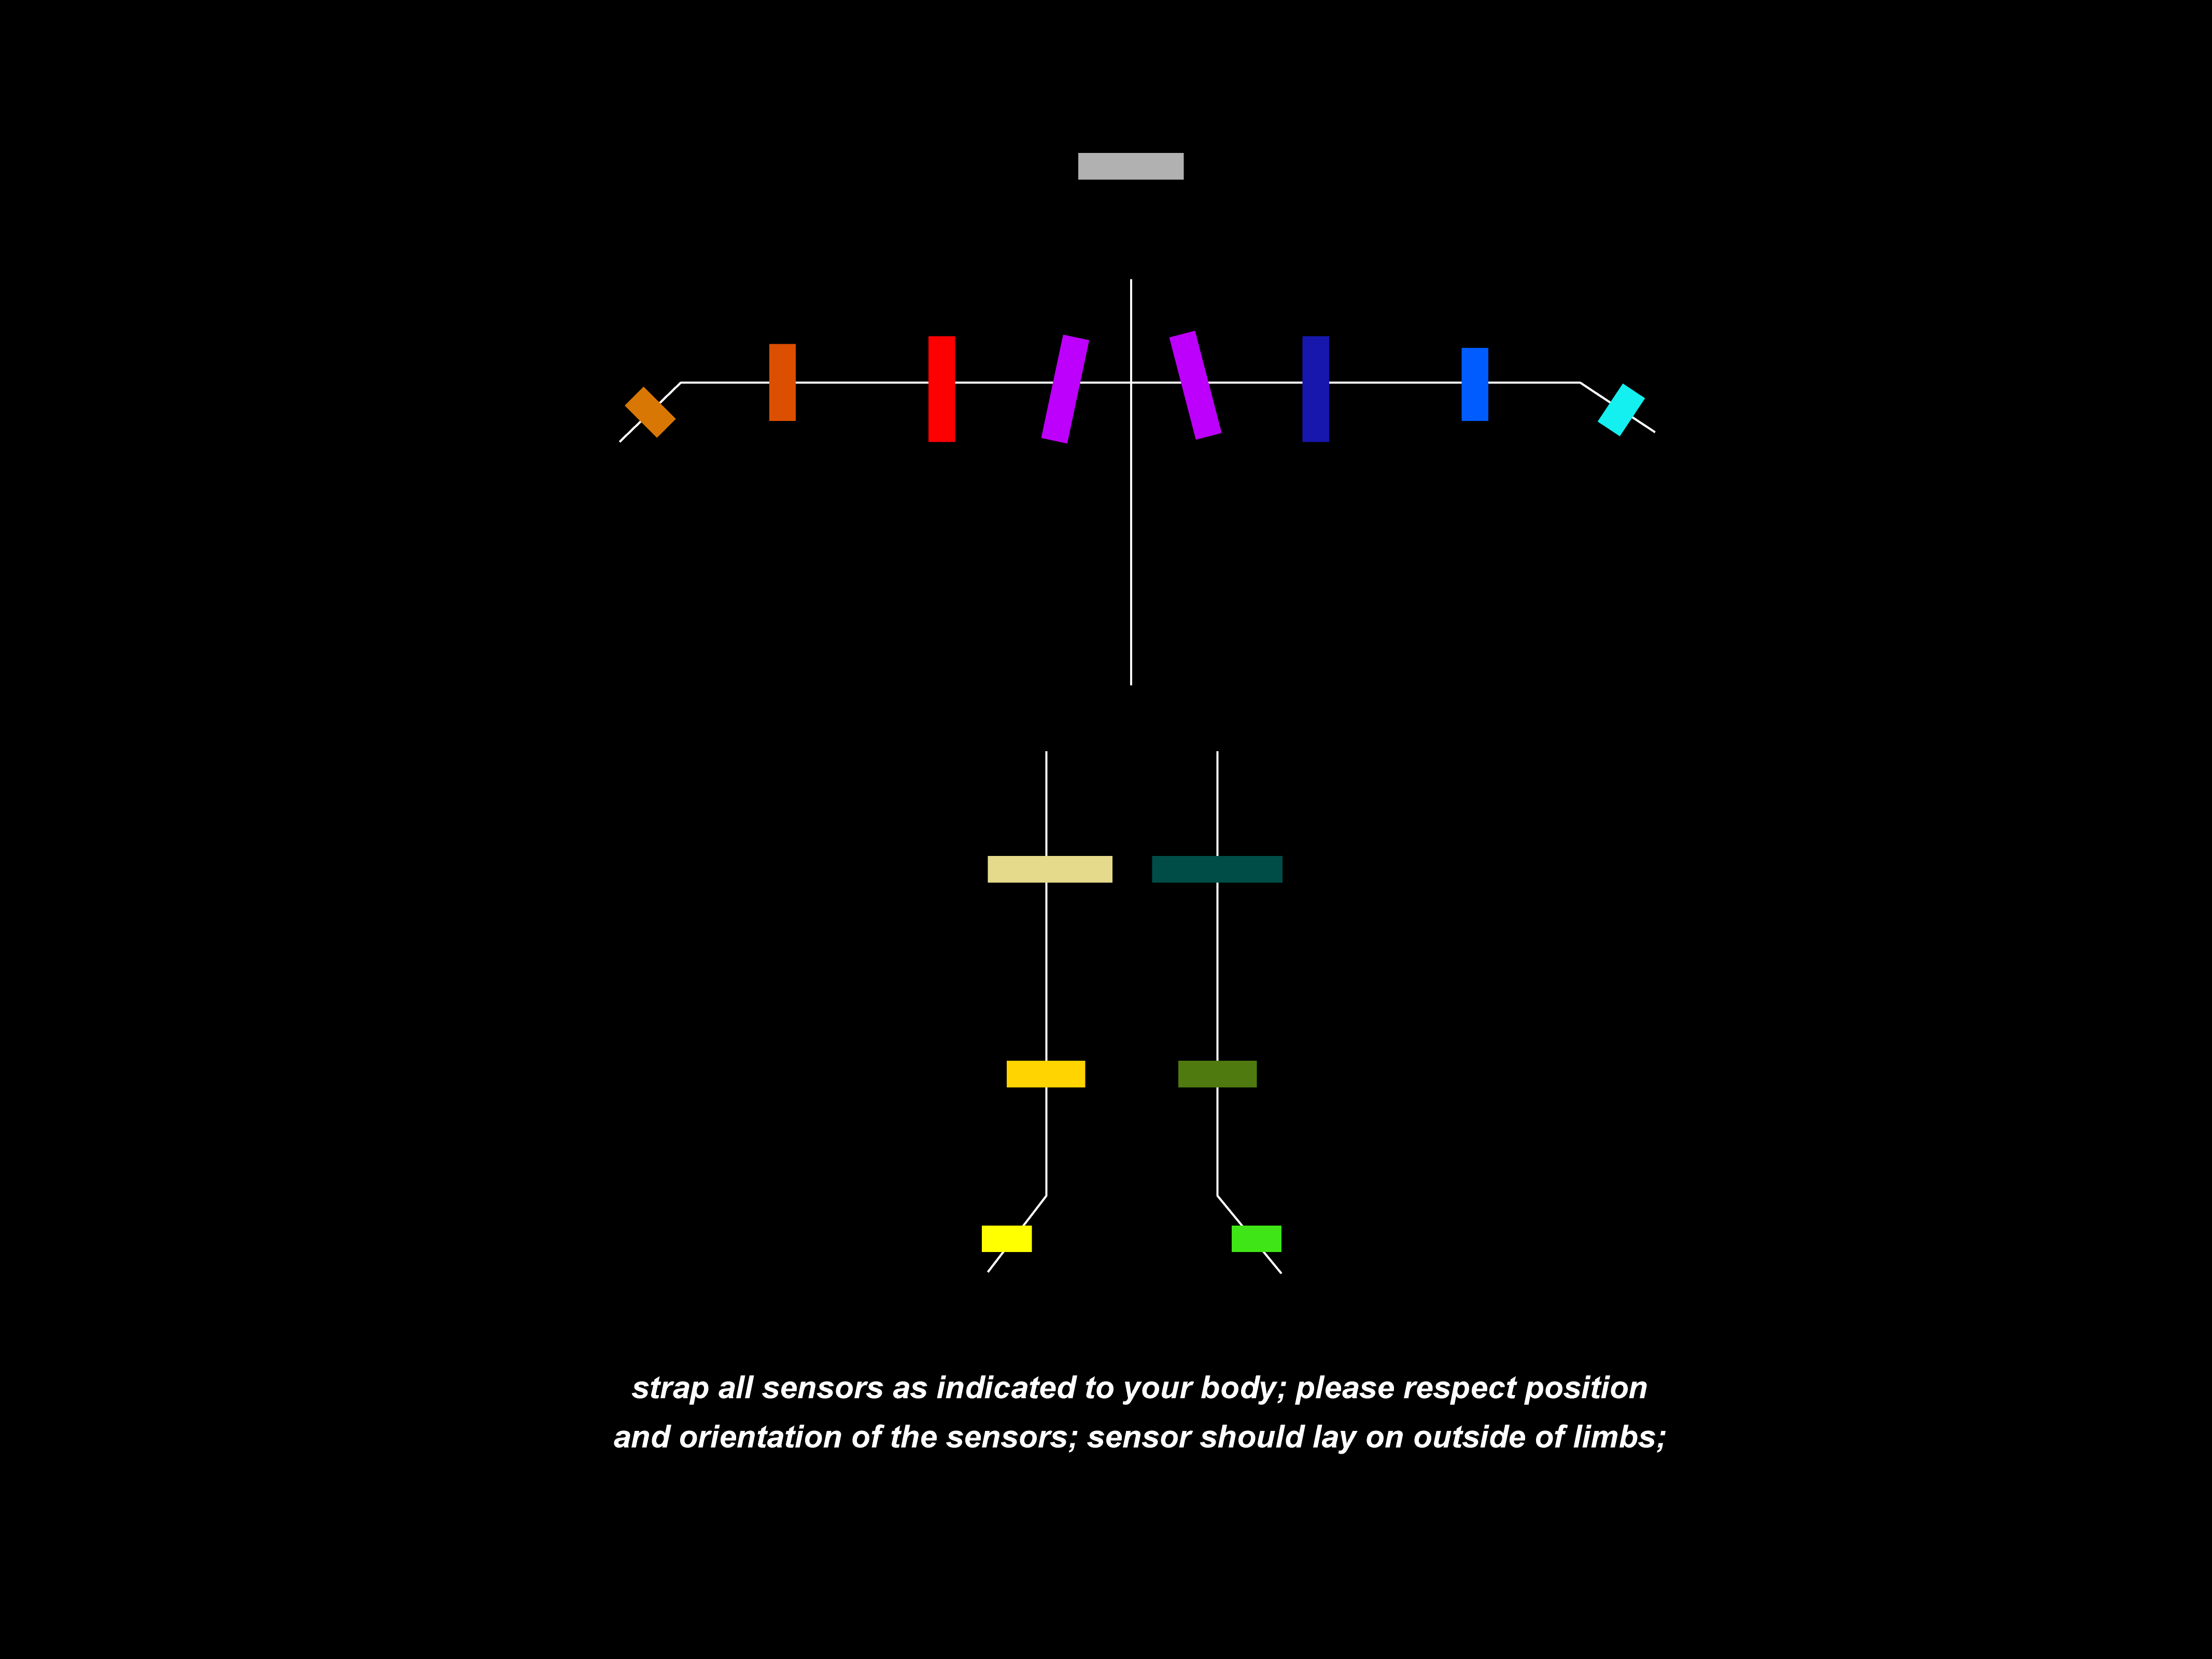 strap all sensors as indicated to your body; please respect position
and orientation of the sensors; sensor should lay on outside of limbs;